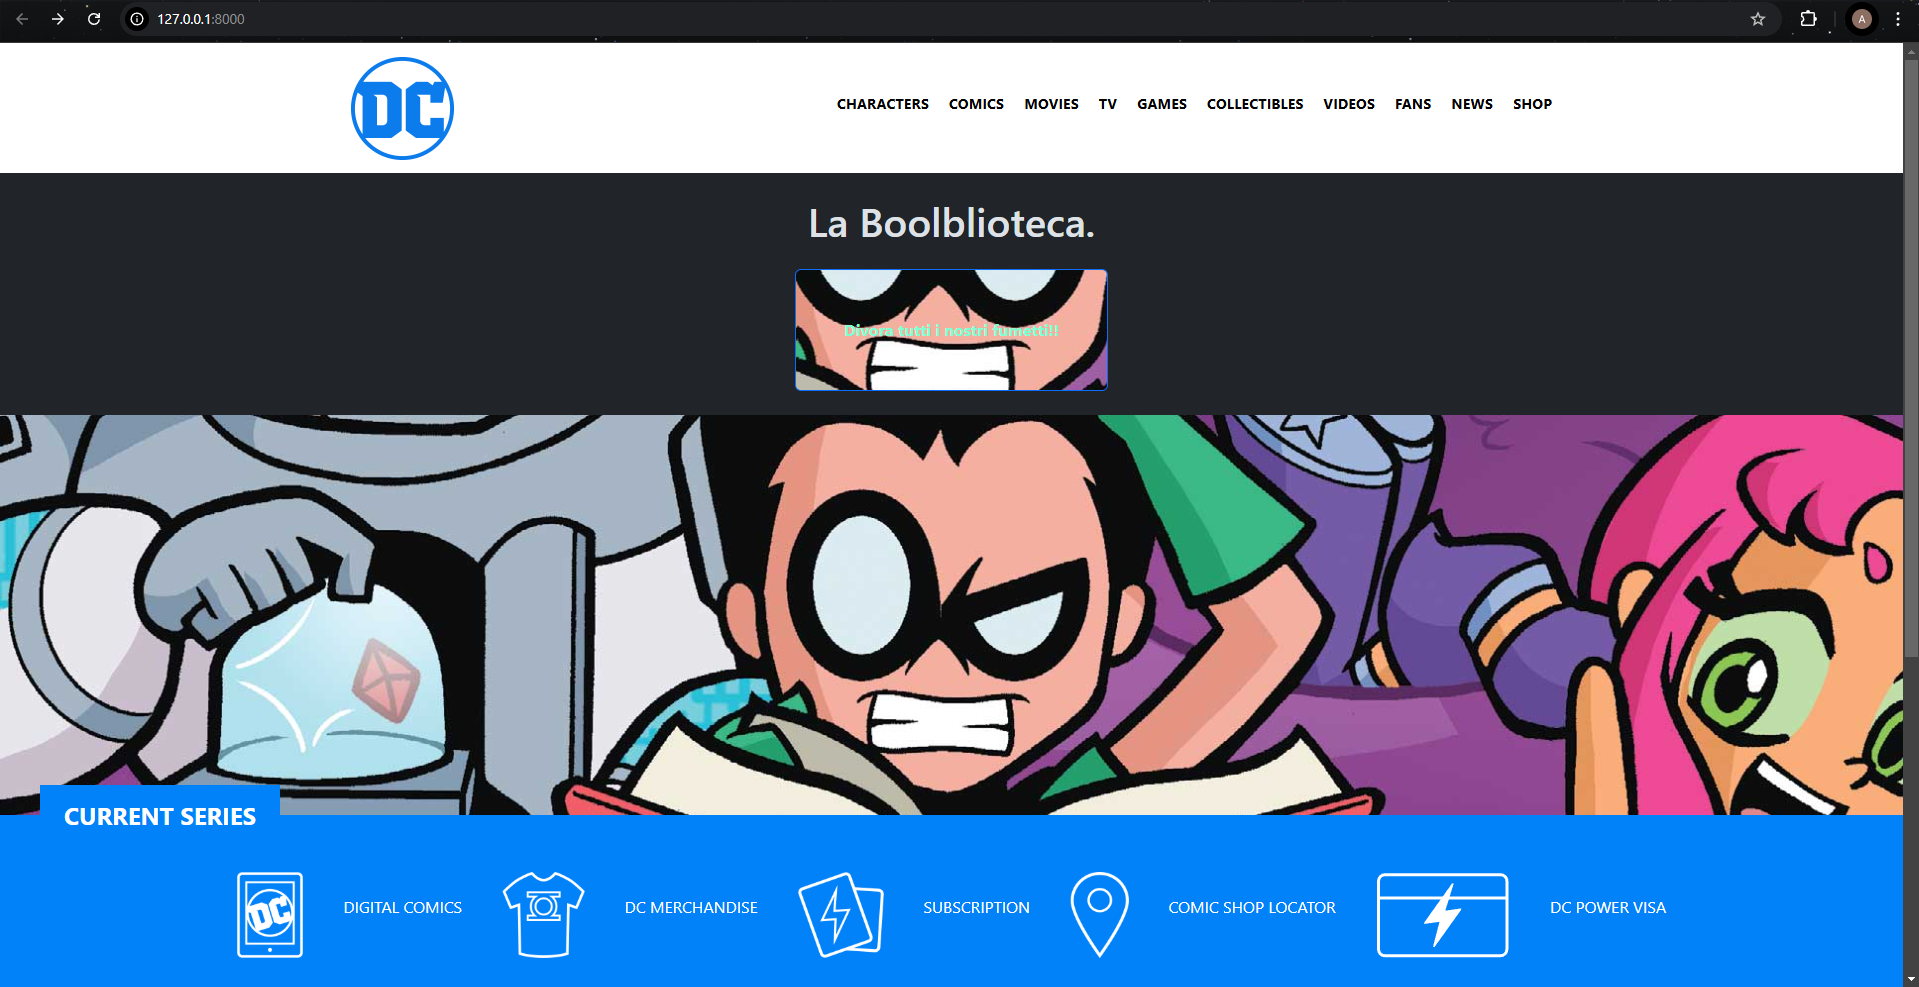 127.0.0.1:8000
A
DC
CHARACTERS COMICS MOVIES TV GAMES COLLECTIBLES VIDEOS FANS NEWS SHOP
La Boolblioteca.
Divora tutti i nostri fumetti!!
CURRENT SERIES
DC
DIGITAL COMICS
DC MERCHANDISE
SUBSCRIPTION
COMIC SHOP LOCATOR
DC POWER VISA